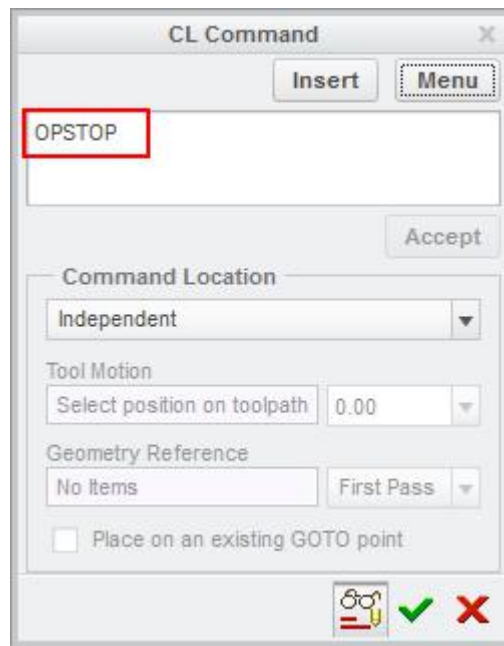 CL Command
Insert Menu
OPSTOP
Accept
Command Location
Independent
Tool Motion
Select position on toolpath 0.00
Geometry Reference
No Items First Pass
Place on an existing GOTO point